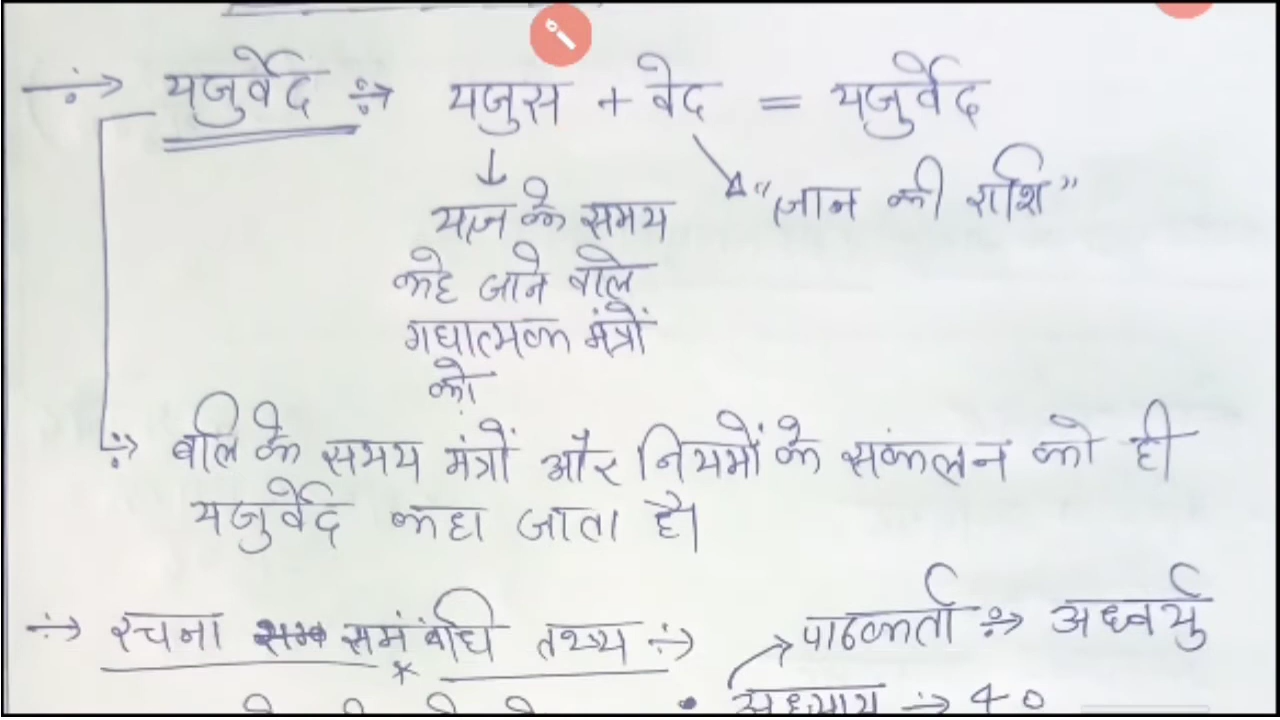 यजुर्वेद → यजुस + वेद = यजुर्वेद
"ज्ञान की राशि"
यज्ञ के समय
कहे जाने वाले
गद्यात्मक मंत्रों
को
बलि के समय मंत्रों और नियमों के संकलन को ही
यजुर्वेद कहा जाता है।
रचना समंबंधि तथ्य
पाठकर्ता → अध्वर्यु
अध्याय → 40